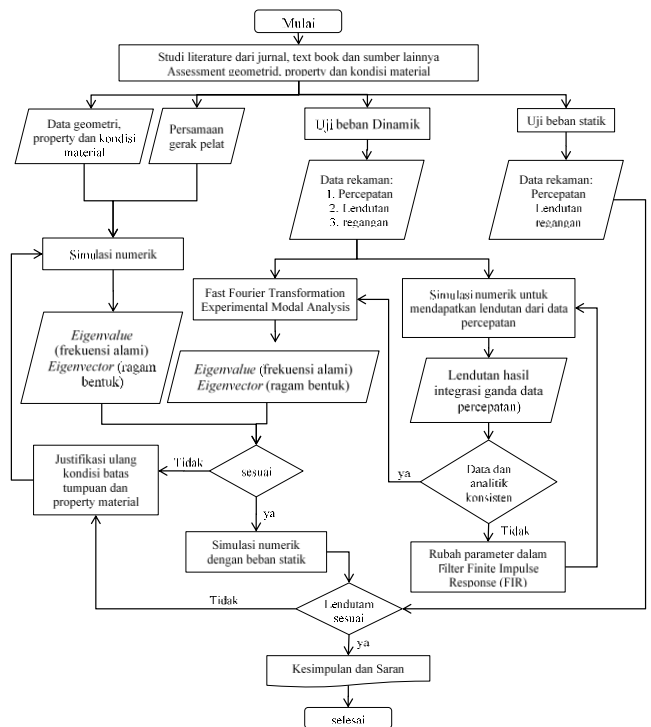 Mulai
Studi literature dari jurnal, text book dan sumber lainnya
Assessment geometrid, property dan kondisi material
Data geometri,
property dan kondisi
material
Persamaan
gerak pelat
Uji beban Dinamik
Uji beban statik
Data rekaman:
1. Percepatan
2. Lendutan
3. regangan
Data rekaman:
Percepatan
Lendutan
regangan
Simulasi numerik
Fast Fourier Transformation
Experimental Modal Analysis
Simulasi numerik untuk
mendapatkan lendutan dari data
percepatan
Eigenvalue
(frekuensi alami)
Eigenvector (ragam
bentuk)
Eigenvalue (frekuensi alami)
Eigenvector (ragam bentuk)
Lendutan hasil
integrasi ganda data
percepatan)
Justifikasi ulang
kondisi batas
tumpuan dan
property material
Tidak
sesuai
ya
Data dan
analitik
konsisten
ya
Tidak
Simulasi numerik
dengan beban statik
Rubah parameter dalam
Filter Finite Impulse
Response (FIR)
Tidak
Lendutam
sesuai
ya
Kesimpulan dan Saran
selesai